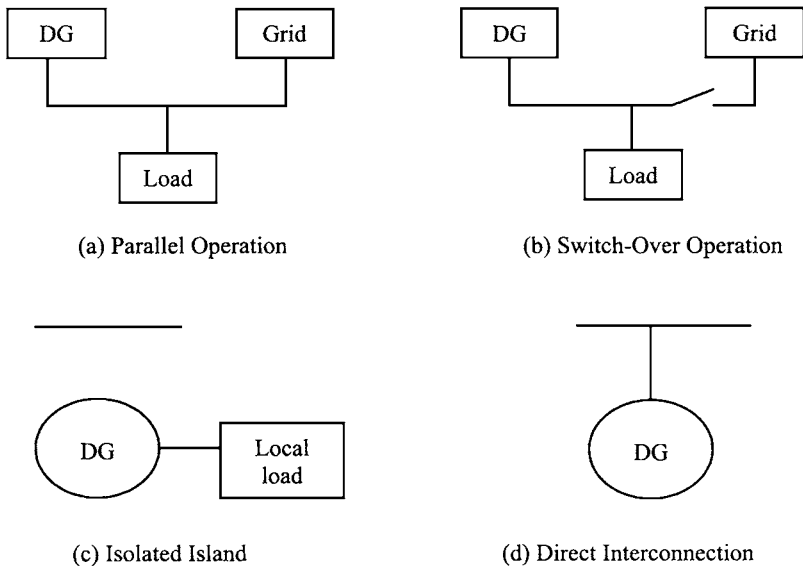 DG
Grid
Load
(a) Parallel Operation
DG
Grid
Load
(b) Switch-Over Operation
DG
Local
load
(c) Isolated Island
DG
(d) Direct Interconnection